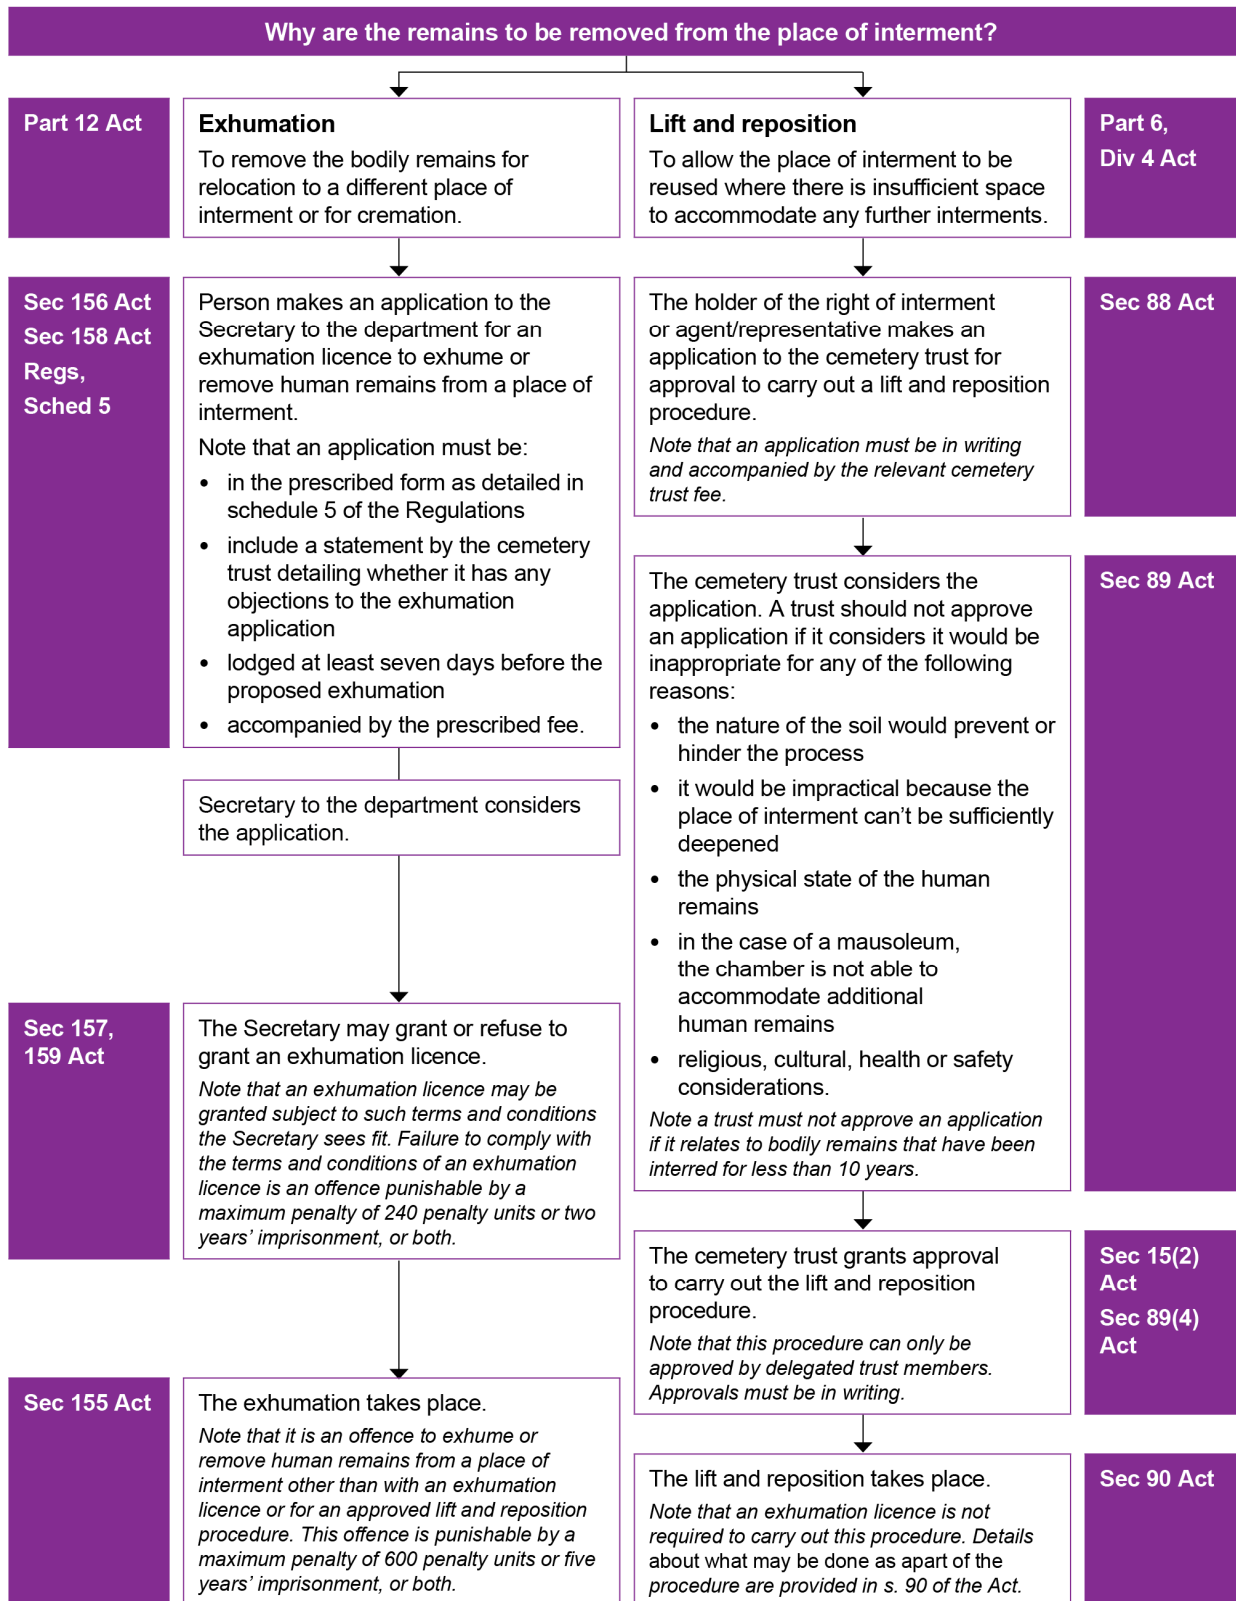 Why are the remains to be removed from the place of interment?
Part 12 Act
Exhumation
To remove the bodily remains for
relocation to a different place of
interment or for cremation.
Lift and reposition
To allow the place of interment to be
reused where there is insufficient space
to accommodate any further interments.
Part 6,
Div 4 Act
Sec 156 Act
Sec 158 Act
Regs,
Sched 5
Person makes an application to the
Secretary to the department for an
exhumation licence to exhume or
remove human remains from a place of
interment.
Note that an application must be:
• in the prescribed form as detailed in
schedule 5 of the Regulations
• include a statement by the cemetery
trust detailing whether it has any
objections to the exhumation
application
• lodged at least seven days before the
proposed exhumation
• accompanied by the prescribed fee.
Secretary to the department considers
the application.
Sec 157,
159 Act
The Secretary may grant or refuse to
grant an exhumation licence.
Note that an exhumation licence may be
granted subject to such terms and conditions
the Secretary sees fit. Failure to comply with
the terms and conditions of an exhumation
licence is an offence punishable by a
maximum penalty of 240 penalty units or two
years' imprisonment, or both.
Sec 155 Act
The exhumation takes place.
Note that it is an offence to exhume or
remove human remains from a place of
interment other than with an exhumation
licence or for an approved lift and reposition
procedure. This offence is punishable by a
maximum penalty of 600 penalty units or five
years' imprisonment, or both.
The holder of the right of interment
or agent/representative makes an
application to the cemetery trust for
approval to carry out a lift and reposition
procedure.
Note that an application must be in writing
and accompanied by the relevant cemetery
trust fee.
Sec 88 Act
The cemetery trust considers the
application. A trust should not approve
an application if it considers it would be
inappropriate for any of the following
reasons:
• the nature of the soil would prevent or
hinder the process
• it would be impractical because the
place of interment can't be sufficiently
deepened
• the physical state of the human
remains
• in the case of a mausoleum,
the chamber is not able to
accommodate additional
human remains
• religious, cultural, health or safety
considerations.
Note a trust must not approve an application
if it relates to bodily remains that have been
interred for less than 10 years.
Sec 89 Act
The cemetery trust grants approval
to carry out the lift and reposition
procedure.
Note that this procedure can only be
approved by delegated trust members.
Approvals must be in writing.
Sec 15(2)
Act
Sec 89(4)
Act
The lift and reposition takes place.
Note that an exhumation licence is not
required to carry out this procedure. Details
about what may be done as apart of the
procedure are provided in s. 90 of the Act.
Sec 90 Act